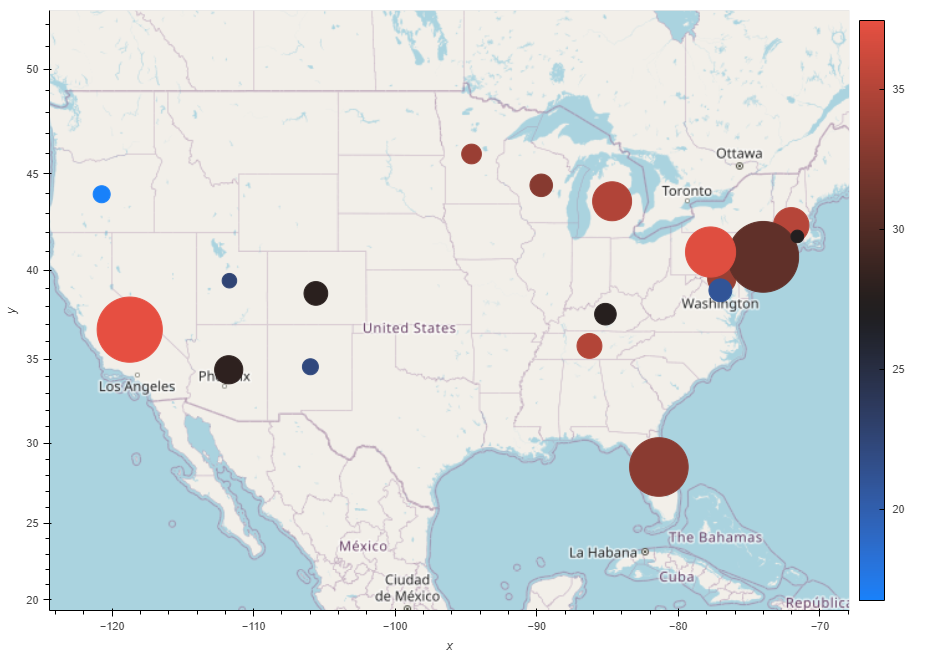 50
45
40
35
30
25
20
y
−120
−110
−100
−90
−80
−70
x
Ottawa
Toronto
Washington
United States
Los Angeles
México
Ciudad
de México
La Habana
The Bahamas
Cuba
República
35
30
25
20